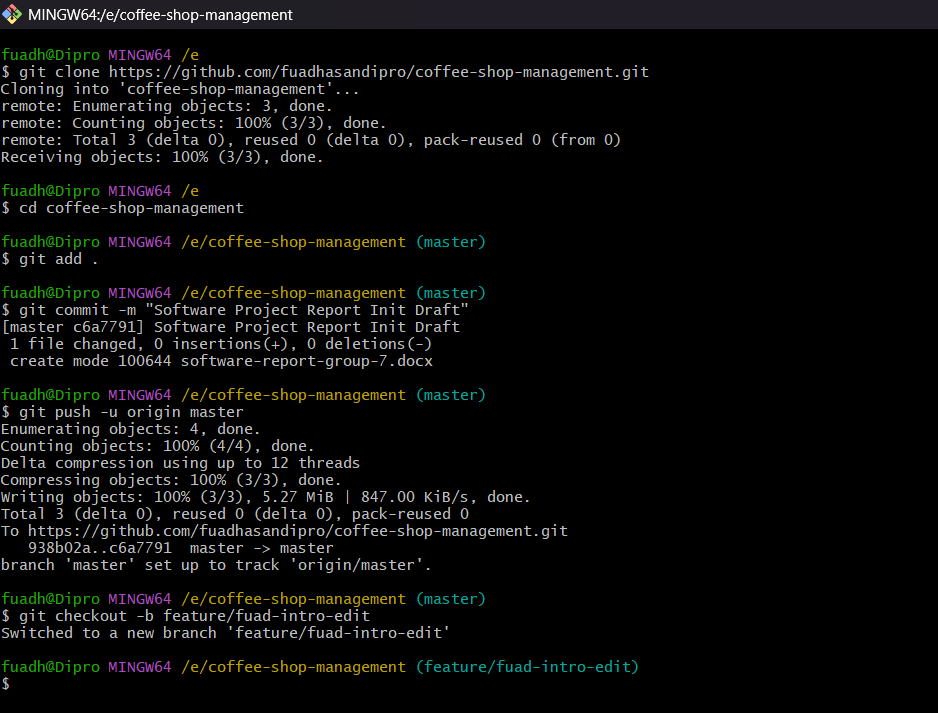 MINGW64:/e/coffee-shop-management
fuadh@Dipro MINGW64 /e
$ git clone https://github.com/fuadhasandipro/coffee-shop-management.git
Cloning into 'coffee-shop-management'...
remote: Enumerating objects: 3, done.
remote: Counting objects: 100% (3/3), done.
remote: Total 3 (delta 0), reused 0 (delta 0), pack-reused 0 (from 0)
Receiving objects: 100% (3/3), done.
fuadh@Dipro MINGW64 /e
$ cd coffee-shop-management
fuadh@Dipro MINGW64 /e/coffee-shop-management (master)
$ git add .
fuadh@Dipro MINGW64 /e/coffee-shop-management (master)
$ git commit -m "Software Project Report Init Draft"
[master c6a7791] Software Project Report Init Draft
 1 file changed, 0 insertions(+), 0 deletions(-)
 create mode 100644 software-report-group-7.docx
fuadh@Dipro MINGW64 /e/coffee-shop-management (master)
$ git push -u origin master
Enumerating objects: 4, done.
Counting objects: 100% (4/4), done.
Delta compression using up to 12 threads
Compressing objects: 100% (3/3), done.
Writing objects: 100% (3/3), 5.27 MiB | 847.00 KiB/s, done.
Total 3 (delta 0), reused 0 (delta 0), pack-reused 0
To https://github.com/fuadhasandipro/coffee-shop-management.git
   938b02a..c6a7791  master -> master
branch 'master' set up to track 'origin/master'.
fuadh@Dipro MINGW64 /e/coffee-shop-management (master)
$ git checkout -b feature/fuad-intro-edit
Switched to a new branch 'feature/fuad-intro-edit'
fuadh@Dipro MINGW64 /e/coffee-shop-management (feature/fuad-intro-edit)
$